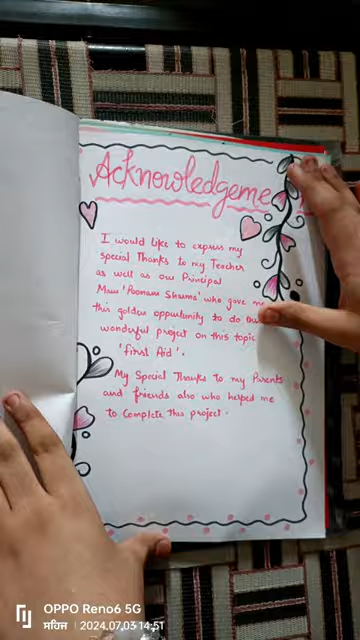 Acknowledgeme
I would like to express my
special Thanks to my Teacher
as well as our Principal
Mam 'Poonam Sharma' who gave me
this golden oppertunity to do this
wonderful project on this topic
'First Aid'.
My Special Thanks to my Parents
and friends also who helped me
to Complete this project.
OPPO Reno6 5G
महित | 2024.07.03 14:51